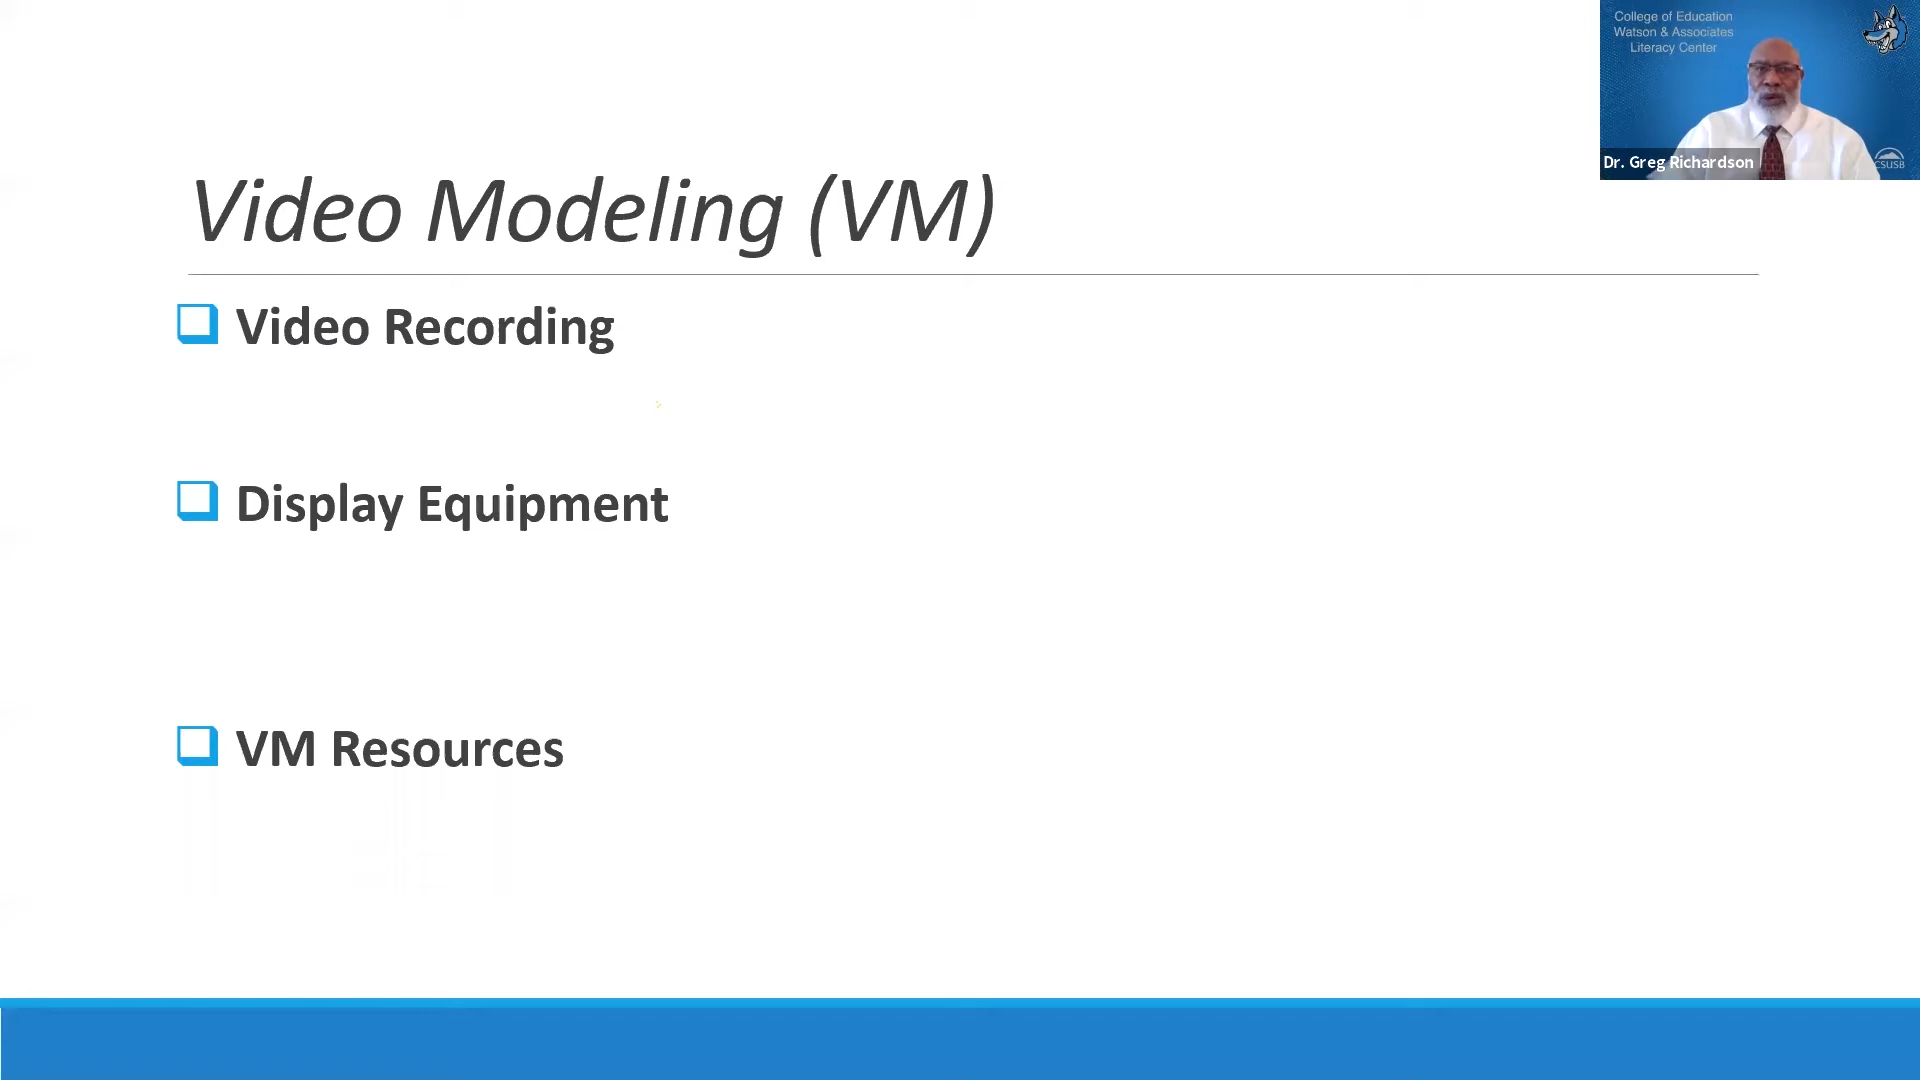 College of Education
Watson & Associates
Literacy Center
Dr. Greg Richardson
CSUSB
Video Modeling (VM)
Video Recording
Display Equipment
VM Resources